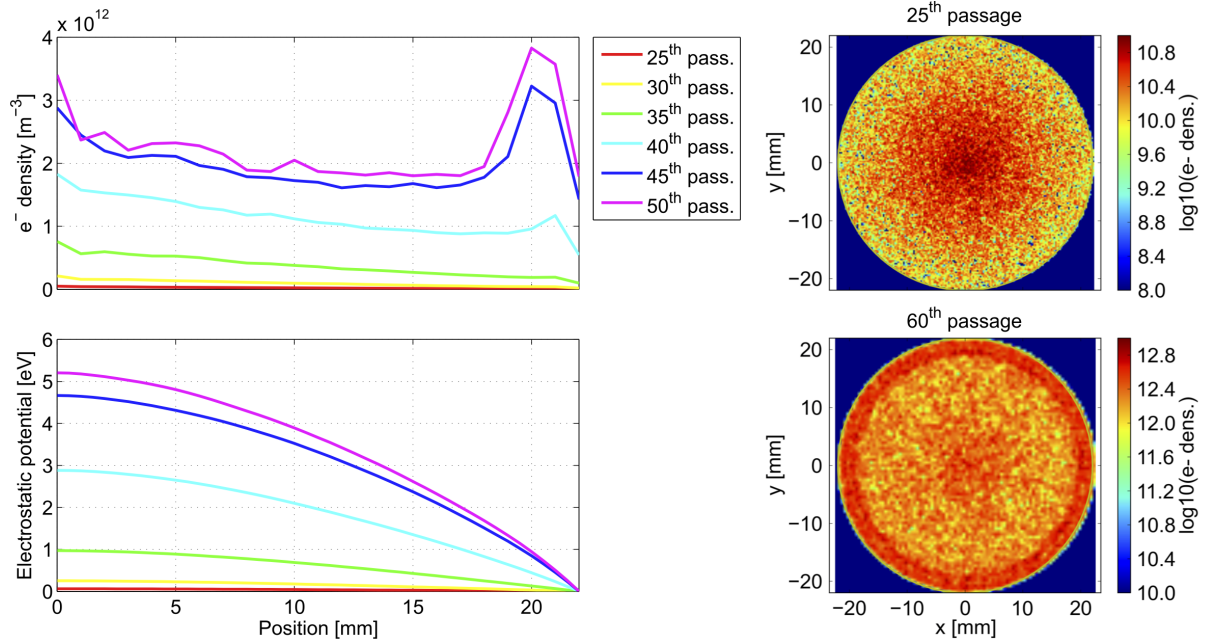 x 10¹²
4
3
2
1
0
e⁻ density [m⁻³]
25ᵗʰ pass.
30ᵗʰ pass.
35ᵗʰ pass.
40ᵗʰ pass.
45ᵗʰ pass.
50ᵗʰ pass.
6
5
4
3
2
1
0
Electrostatic potential [eV]
0 5 10 15 20
Position [mm]
25ᵗʰ passage
20
10
0
−10
−20
y [mm]
10.8
10.4
10.0
9.6
9.2
8.8
8.4
8.0
log10(e- dens.)
60ᵗʰ passage
20
10
0
−10
−20
y [mm]
−20 −10 0 10 20
x [mm]
12.8
12.4
12.0
11.6
11.2
10.8
10.4
10.0
log10(e- dens.)